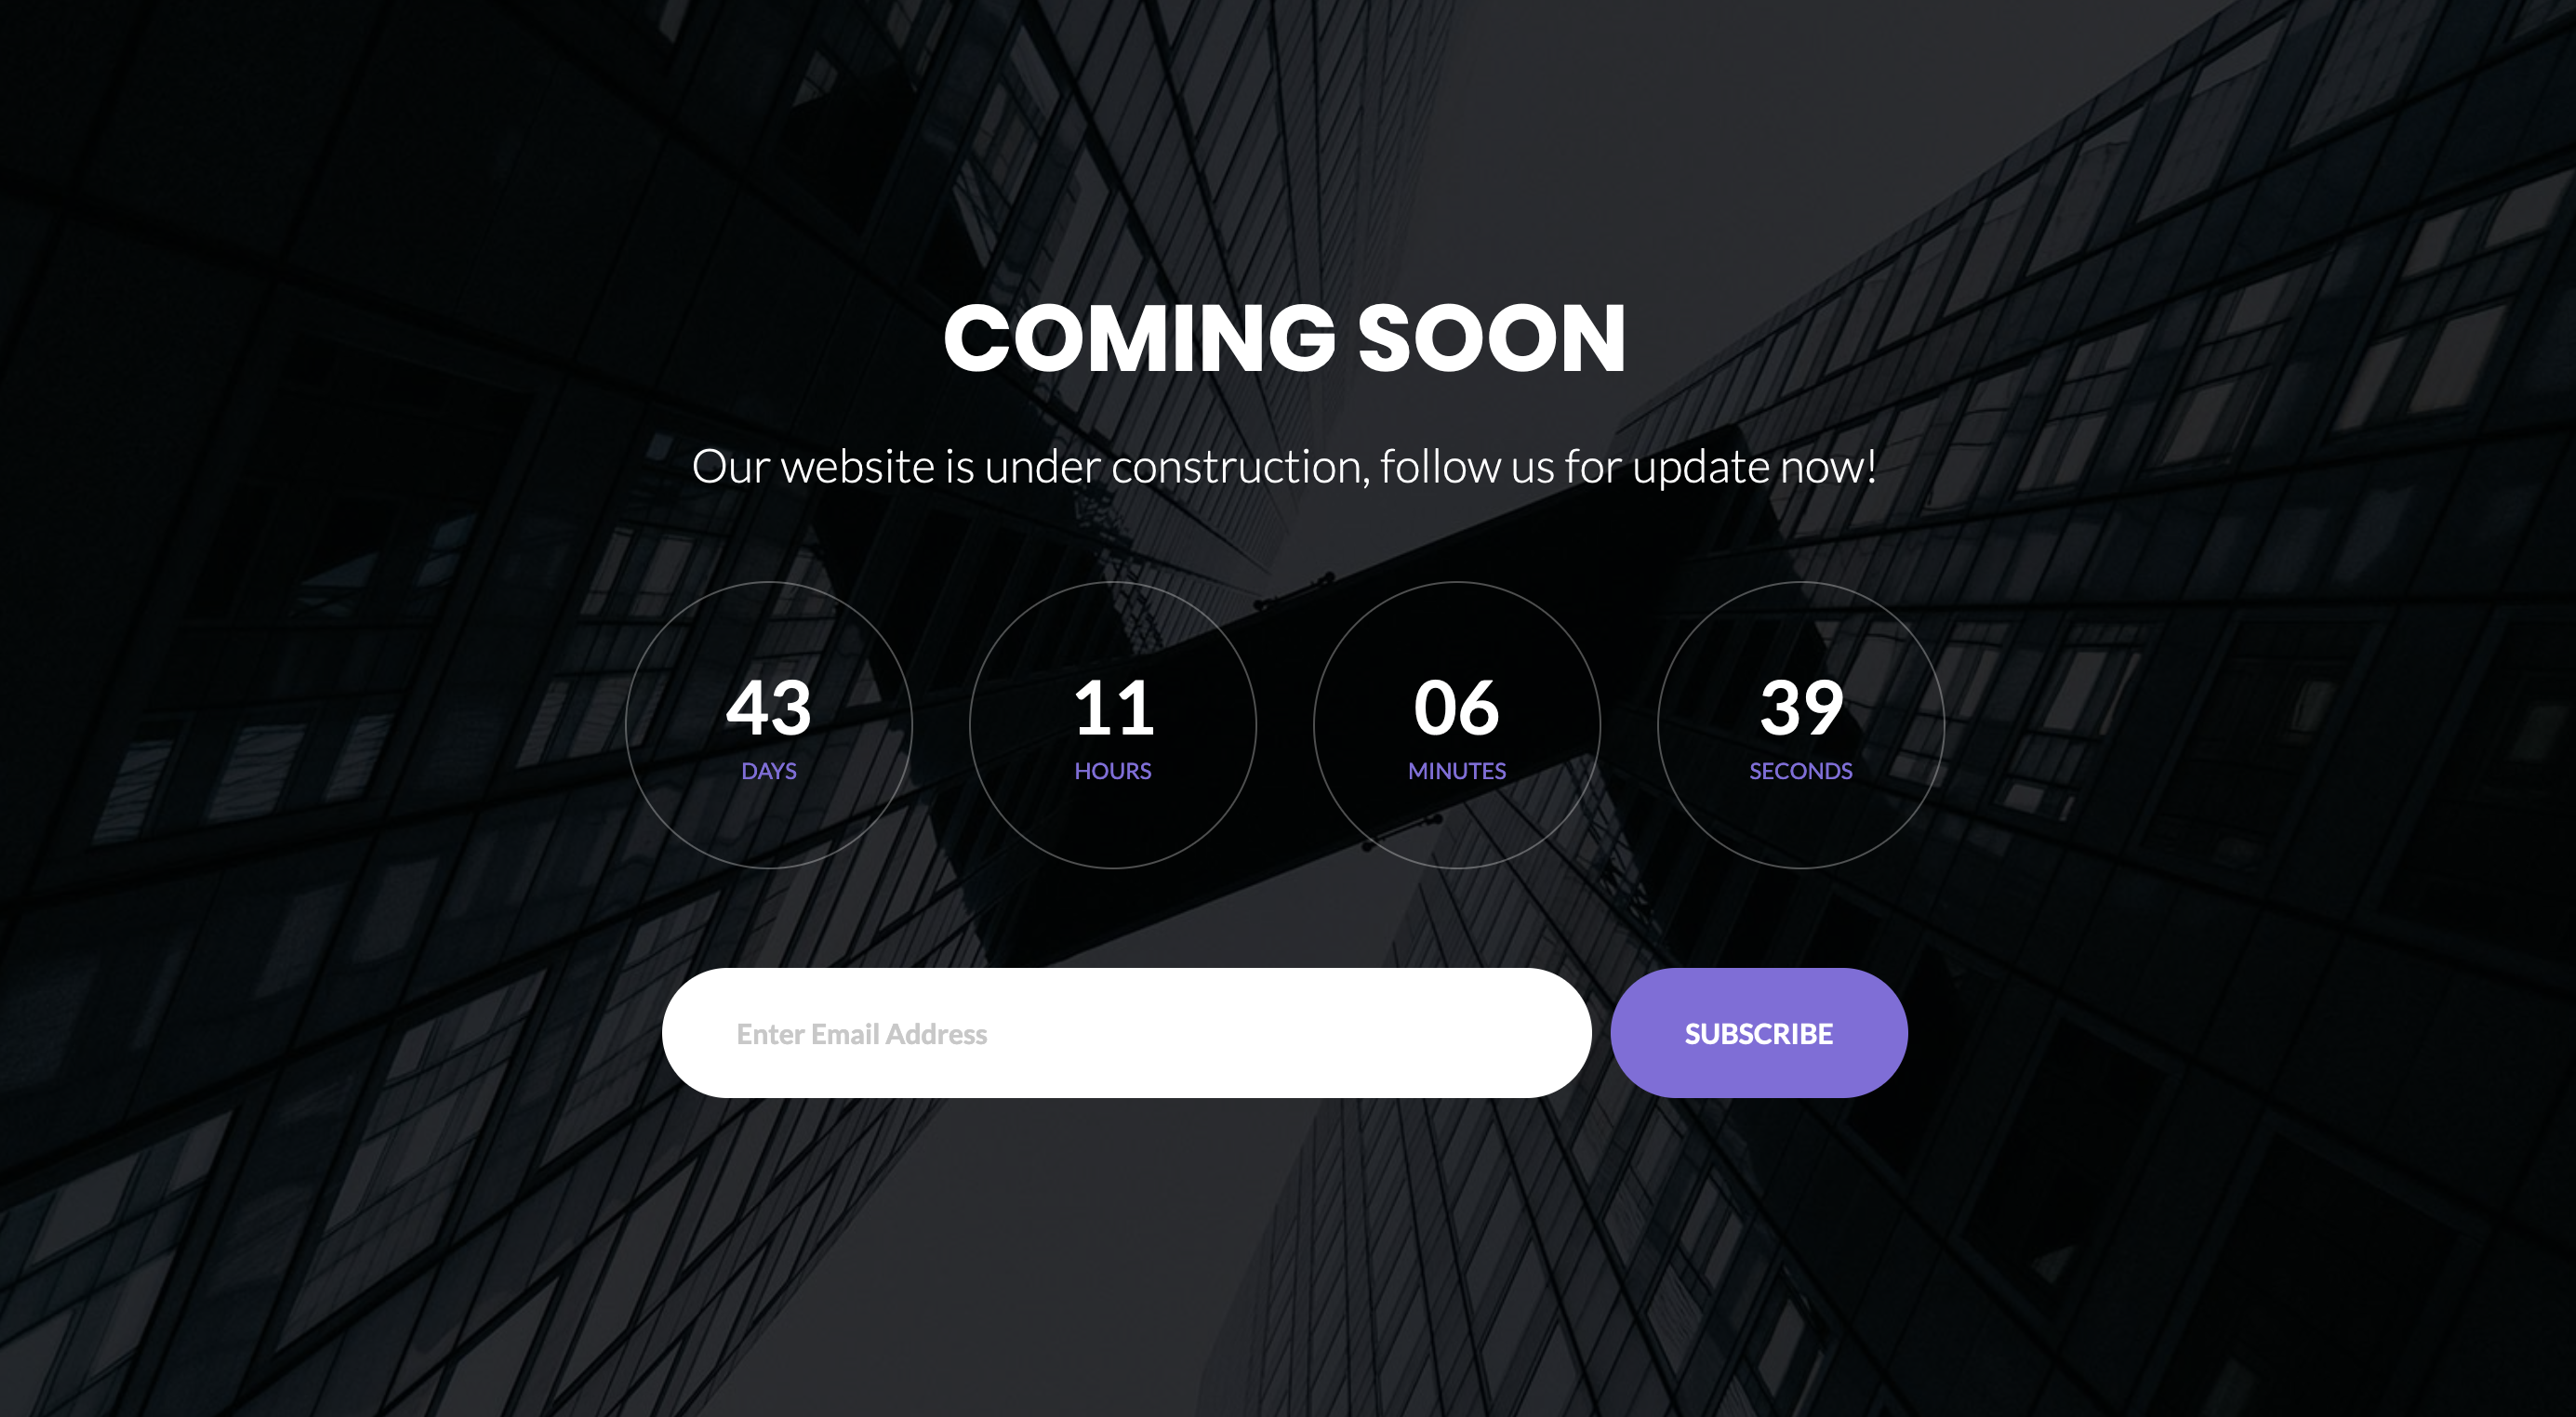 COMING SOON
Our website is under construction, follow us for update now!
43 11 06 39
DAYS HOURS MINUTES SECONDS
Enter Email Address SUBSCRIBE